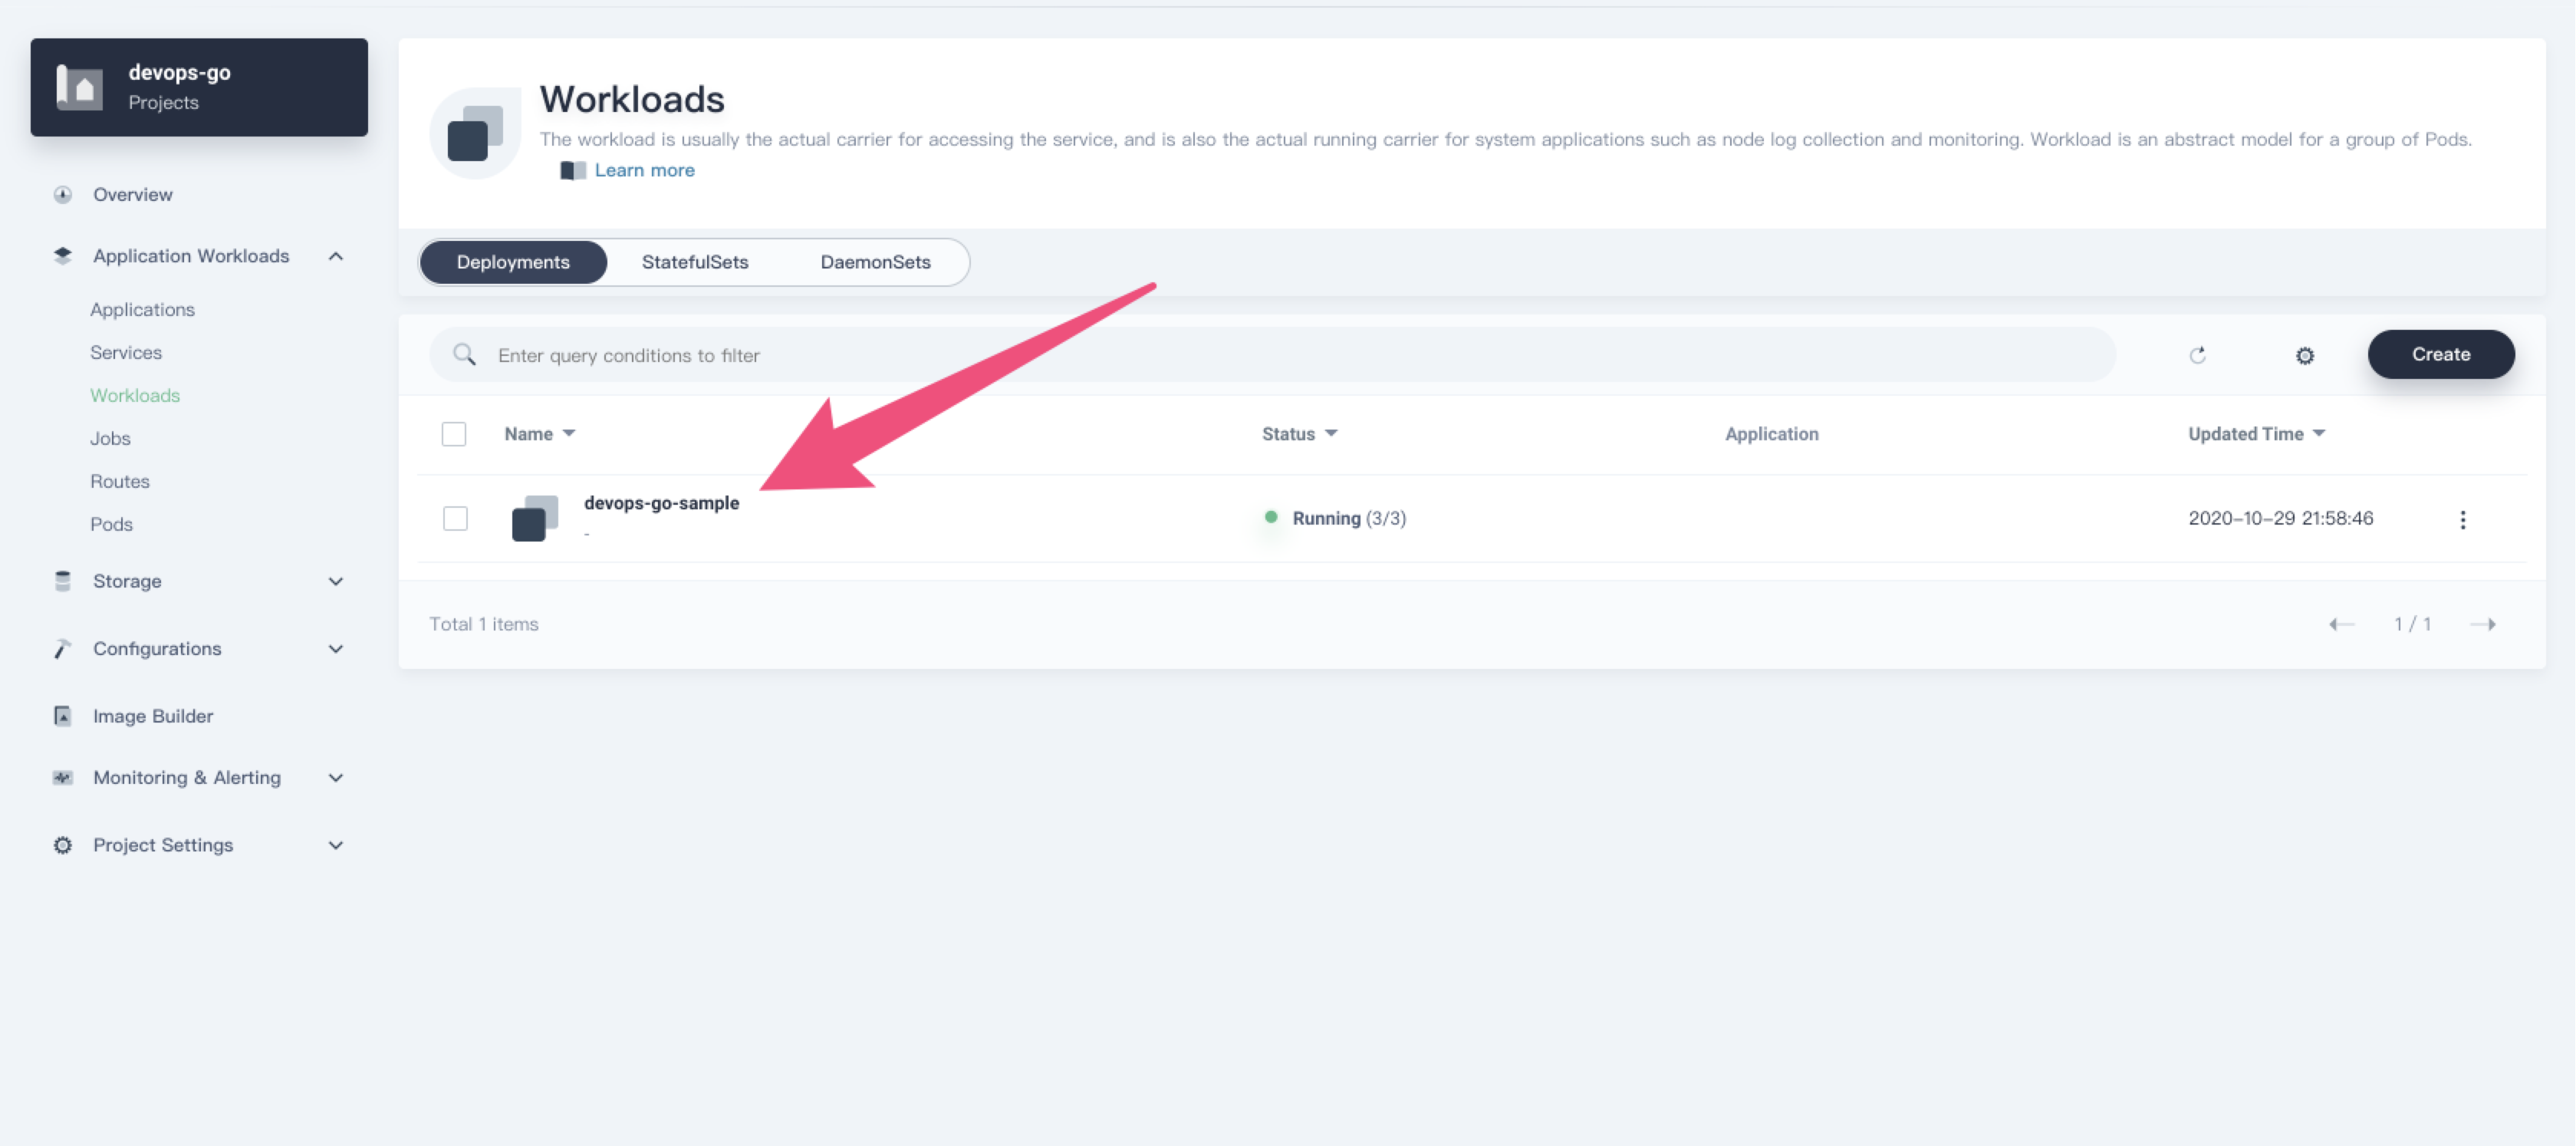 devops-go
Projects
Overview
Application Workloads
Applications
Services
Workloads
Jobs
Routes
Pods
Storage
Configurations
Image Builder
Monitoring & Alerting
Project Settings
Workloads
The workload is usually the actual carrier for accessing the service, and is also the actual running carrier for system applications such as node log collection and monitoring. Workload is an abstract model for a group of Pods.
Learn more
Deployments StatefulSets DaemonSets
Enter query conditions to filter Create
Name Status Application Updated Time
devops-go-sample
-
Running (3/3) 2020-10-29 21:58:46
Total 1 items 1 / 1